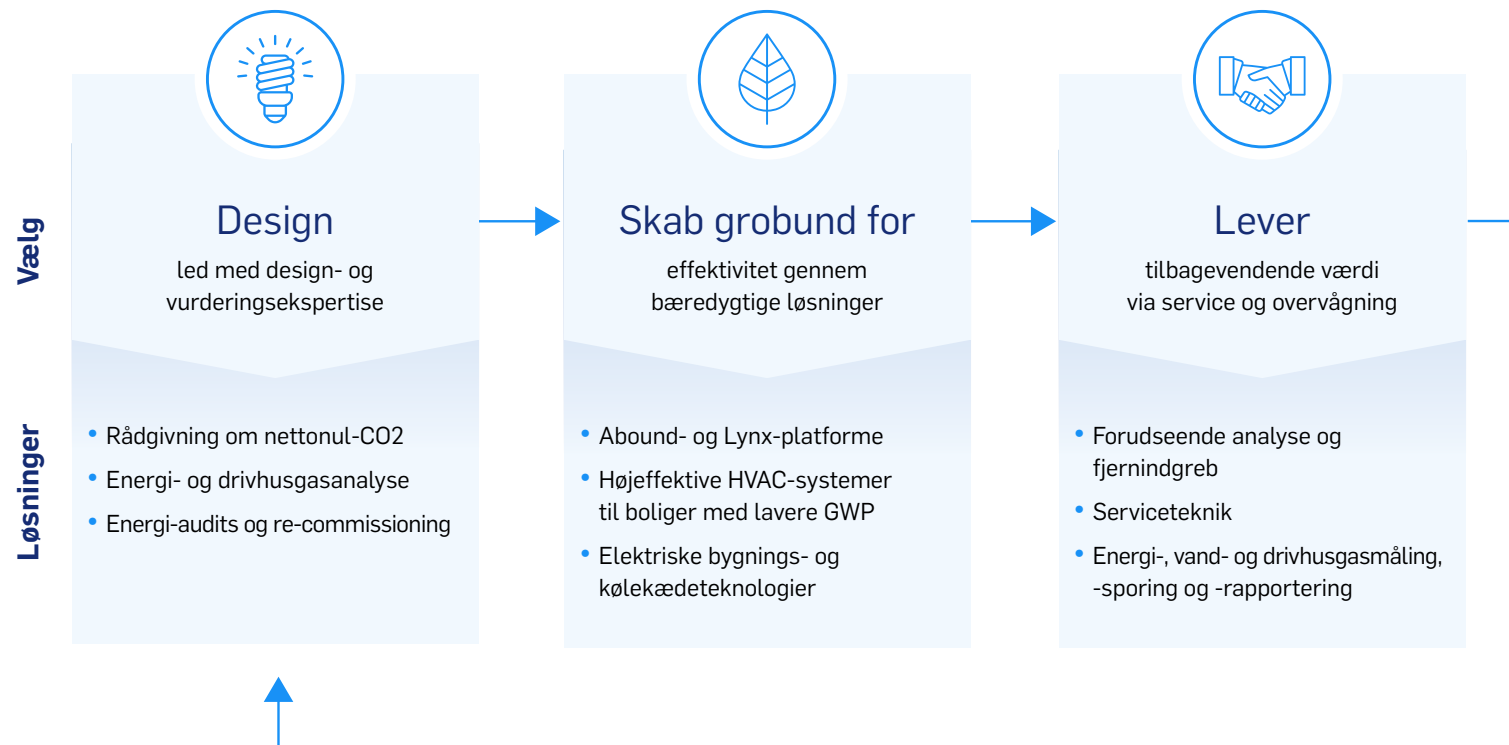 Vælg
Design
led med design- og
vurderingsekspertise
Skab grobund for
effektivitet gennem
bæredygtige løsninger
Lever
tilbagevendende værdi
via service og overvågning
Løsninger
• Rådgivning om nettonul-CO2
• Energi- og drivhusgasanalyse
• Energi-audits og re-commissioning
• Abound- og Lynx-platforme
• Højeffektive HVAC-systemer
til boliger med lavere GWP
• Elektriske bygnings- og
kølekædeteknologier
• Forudseende analyse og
fjernindgreb
• Serviceteknik
• Energi-, vand- og drivhusgasmåling,
-sporing og -rapportering